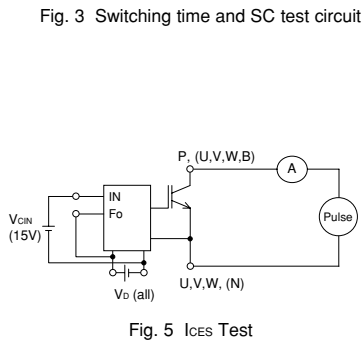 Fig. 3 Switching time and SC test circuit
P, (U,V,W,B)
A
IN
Fo
VCIN
(15V)
Pulse
VD (all)
U,V,W, (N)
Fig. 5 ICES Test